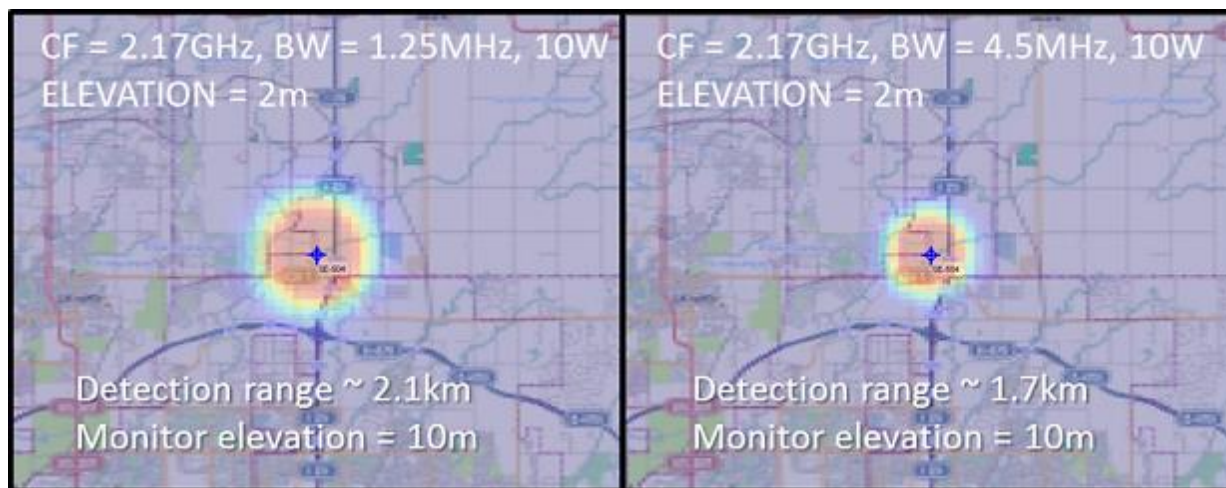 CF = 2.17GHz, BW = 1.25MHz, 10W
ELEVATION = 2m
Detection range ~ 2.1km
Monitor elevation = 10m
CF = 2.17GHz, BW = 4.5MHz, 10W
ELEVATION = 2m
Detection range ~ 1.7km
Monitor elevation = 10m